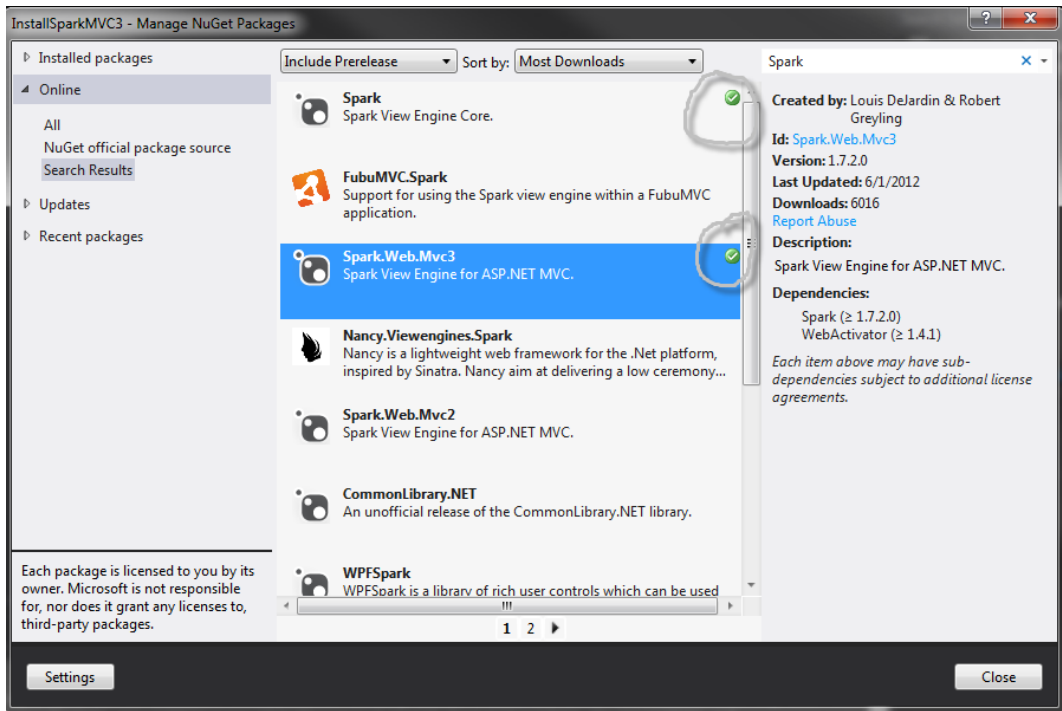 InstallSparkMVC3 - Manage NuGet Packages
Installed packages
Online
All
NuGet official package source
Search Results
Updates
Recent packages
Each package is licensed to you by its
owner. Microsoft is not responsible
for, nor does it grant any licenses to,
third-party packages.
Include Prerelease
Sort by: Most Downloads
Spark
Spark View Engine Core.
FubuMVC.Spark
Support for using the Spark view engine within a FubuMVC
application.
Spark.Web.Mvc3
Spark View Engine for ASP.NET MVC.
Nancy.Viewengines.Spark
Nancy is a lightweight web framework for the .Net platform,
inspired by Sinatra. Nancy aim at delivering a low ceremony...
Spark.Web.Mvc2
Spark View Engine for ASP.NET MVC.
CommonLibrary.NET
An unofficial release of the CommonLibrary.NET library.
WPFSpark
WPFSpark is a library of rich user controls which can be used
1 2
Spark
Created by: Louis DeJardin & Robert
Greyling
Id: Spark.Web.Mvc3
Version: 1.7.2.0
Last Updated: 6/1/2012
Downloads: 6016
Report Abuse
Description:
Spark View Engine for ASP.NET MVC.
Dependencies:
Spark (≥ 1.7.2.0)
WebActivator (≥ 1.4.1)
Each item above may have sub-
dependencies subject to additional license
agreements.
Settings
Close